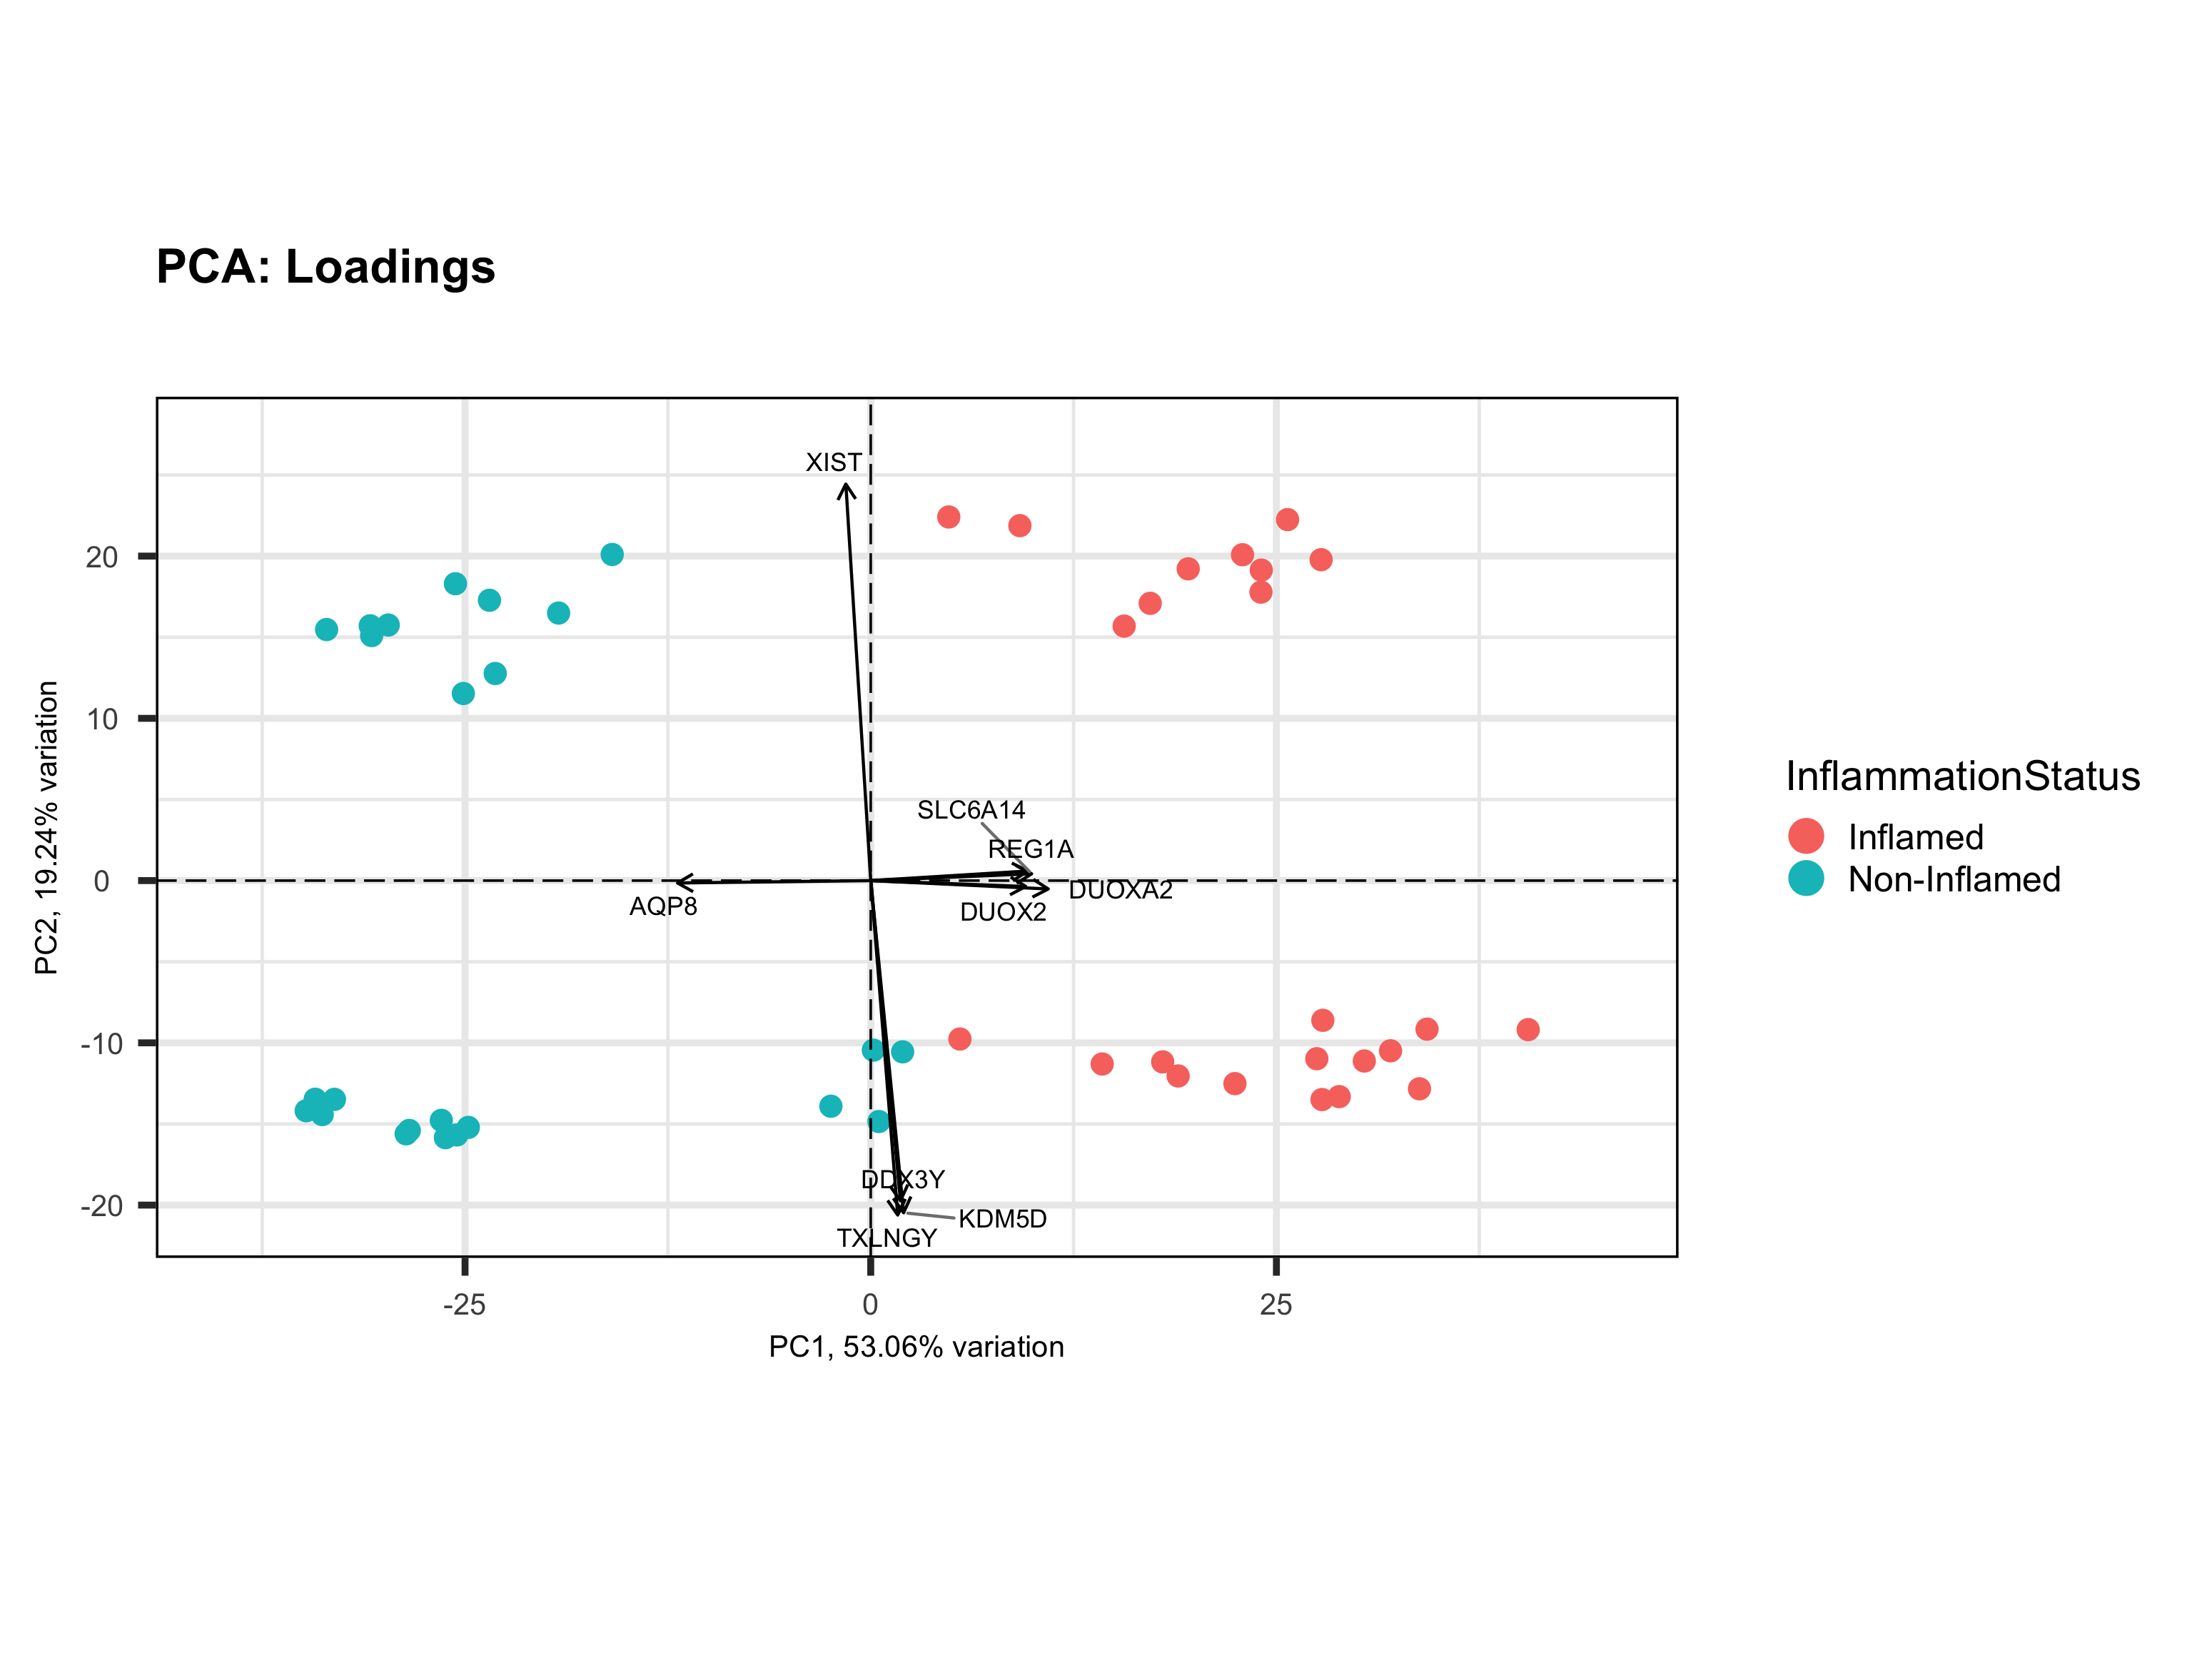 PCA: Loadings
XIST
20
10
PC2, 19.24% variation
SLC6A14
REG1A
0
DUOXA2
AQP8
DUOX2
-10
DDX3Y
-20
KDM5D
TXLNGY
-25
0
25
PC1, 53.06% variation
InflammationStatus
Inflamed
Non-Inflamed